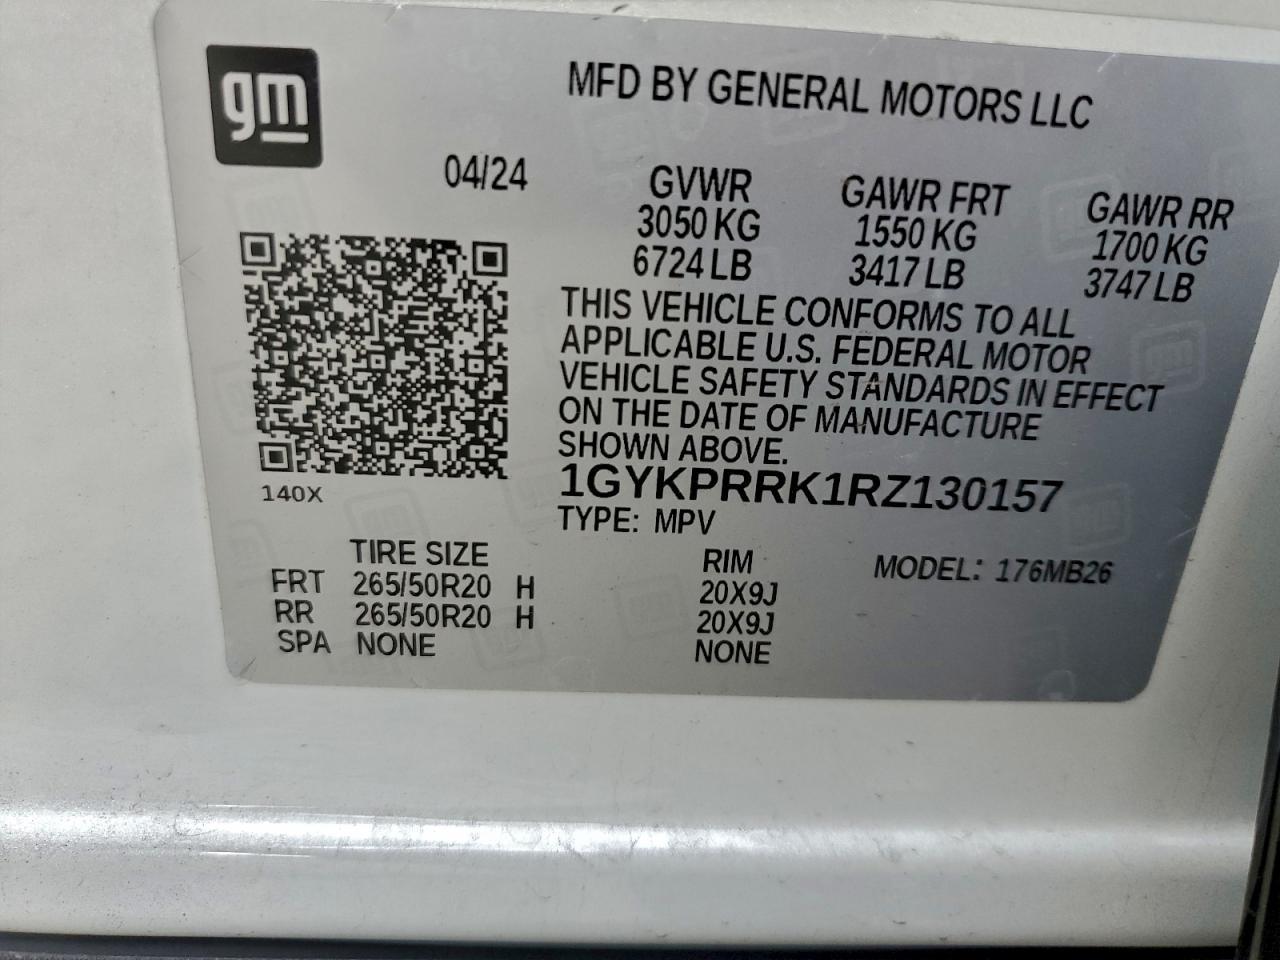 gm
MFD BY GENERAL MOTORS LLC
04/24
GVWR GAWR FRT GAWR RR
3050 KG 1550 KG 1700 KG
6724 LB 3417 LB 3747 LB
THIS VEHICLE CONFORMS TO ALL
APPLICABLE U.S. FEDERAL MOTOR
VEHICLE SAFETY STANDARDS IN EFFECT
ON THE DATE OF MANUFACTURE
SHOWN ABOVE.
1GYKPRRK1RZ130157
140X
TYPE: MPV
TIRE SIZE RIM MODEL: 176MB26
FRT 265/50R20 H 20X9J
RR 265/50R20 H 20X9J
SPA NONE NONE